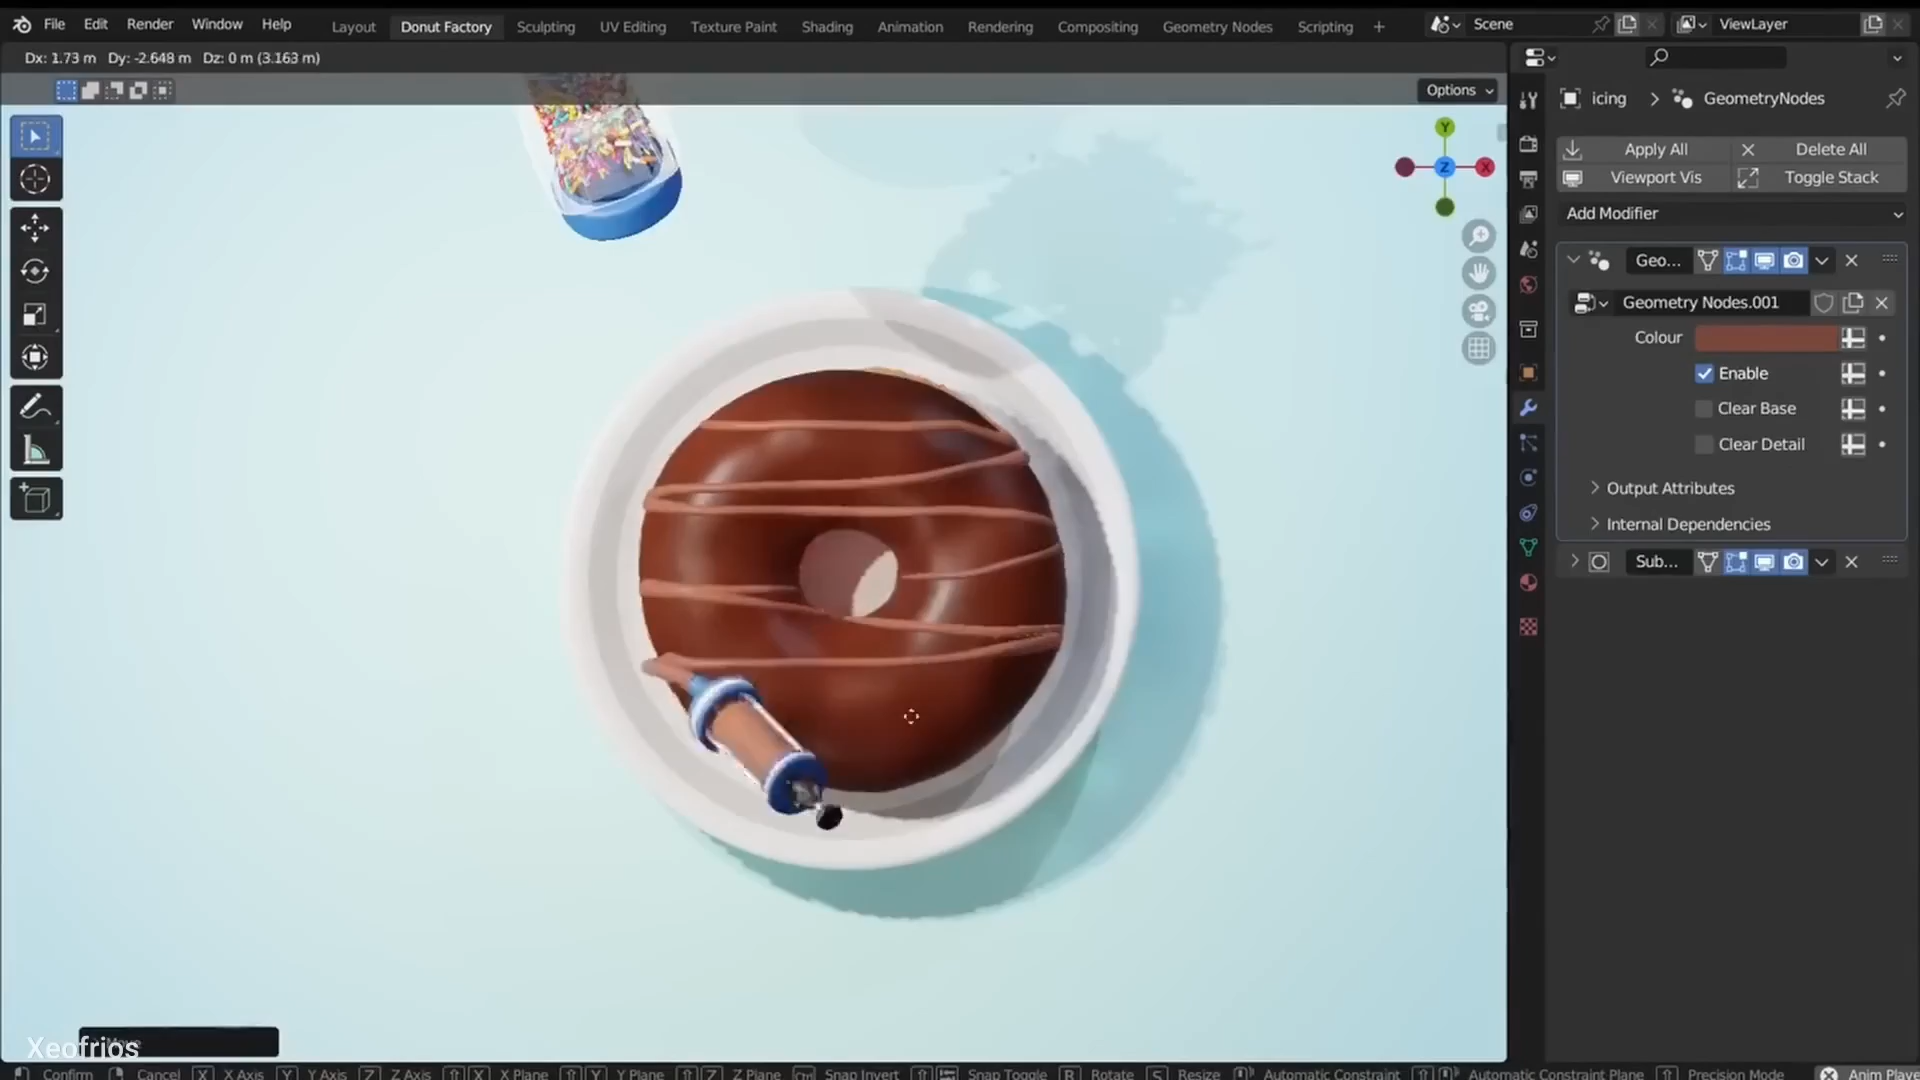 File Edit Render Window Help Layout Donut Factory Sculpting UV Editing Texture Paint Shading Animation Rendering Compositing Geometry Nodes Scripting + Scene ViewLayer
Dx: 1.73 m Dy: -2.648 m Dz: 0 m (3.163 m)
Options
icing > GeometryNodes
Apply All Delete All
Viewport Vis Toggle Stack
Add Modifier
Geo...
Geometry Nodes.001
Colour
Enable
Clear Base
Clear Detail
Output Attributes
Internal Dependencies
Sub...
Y
Z X
Move
Xeofrios
Confirm Cancel X X Axis Y Y Axis Z Z Axis X X Plane Y Y Plane Z Z Plane Ctrl Snap Invert Snap Toggle R Rotate S Resize Automatic Constraint Automatic Constraint Plane Precision Mode Anim Playe